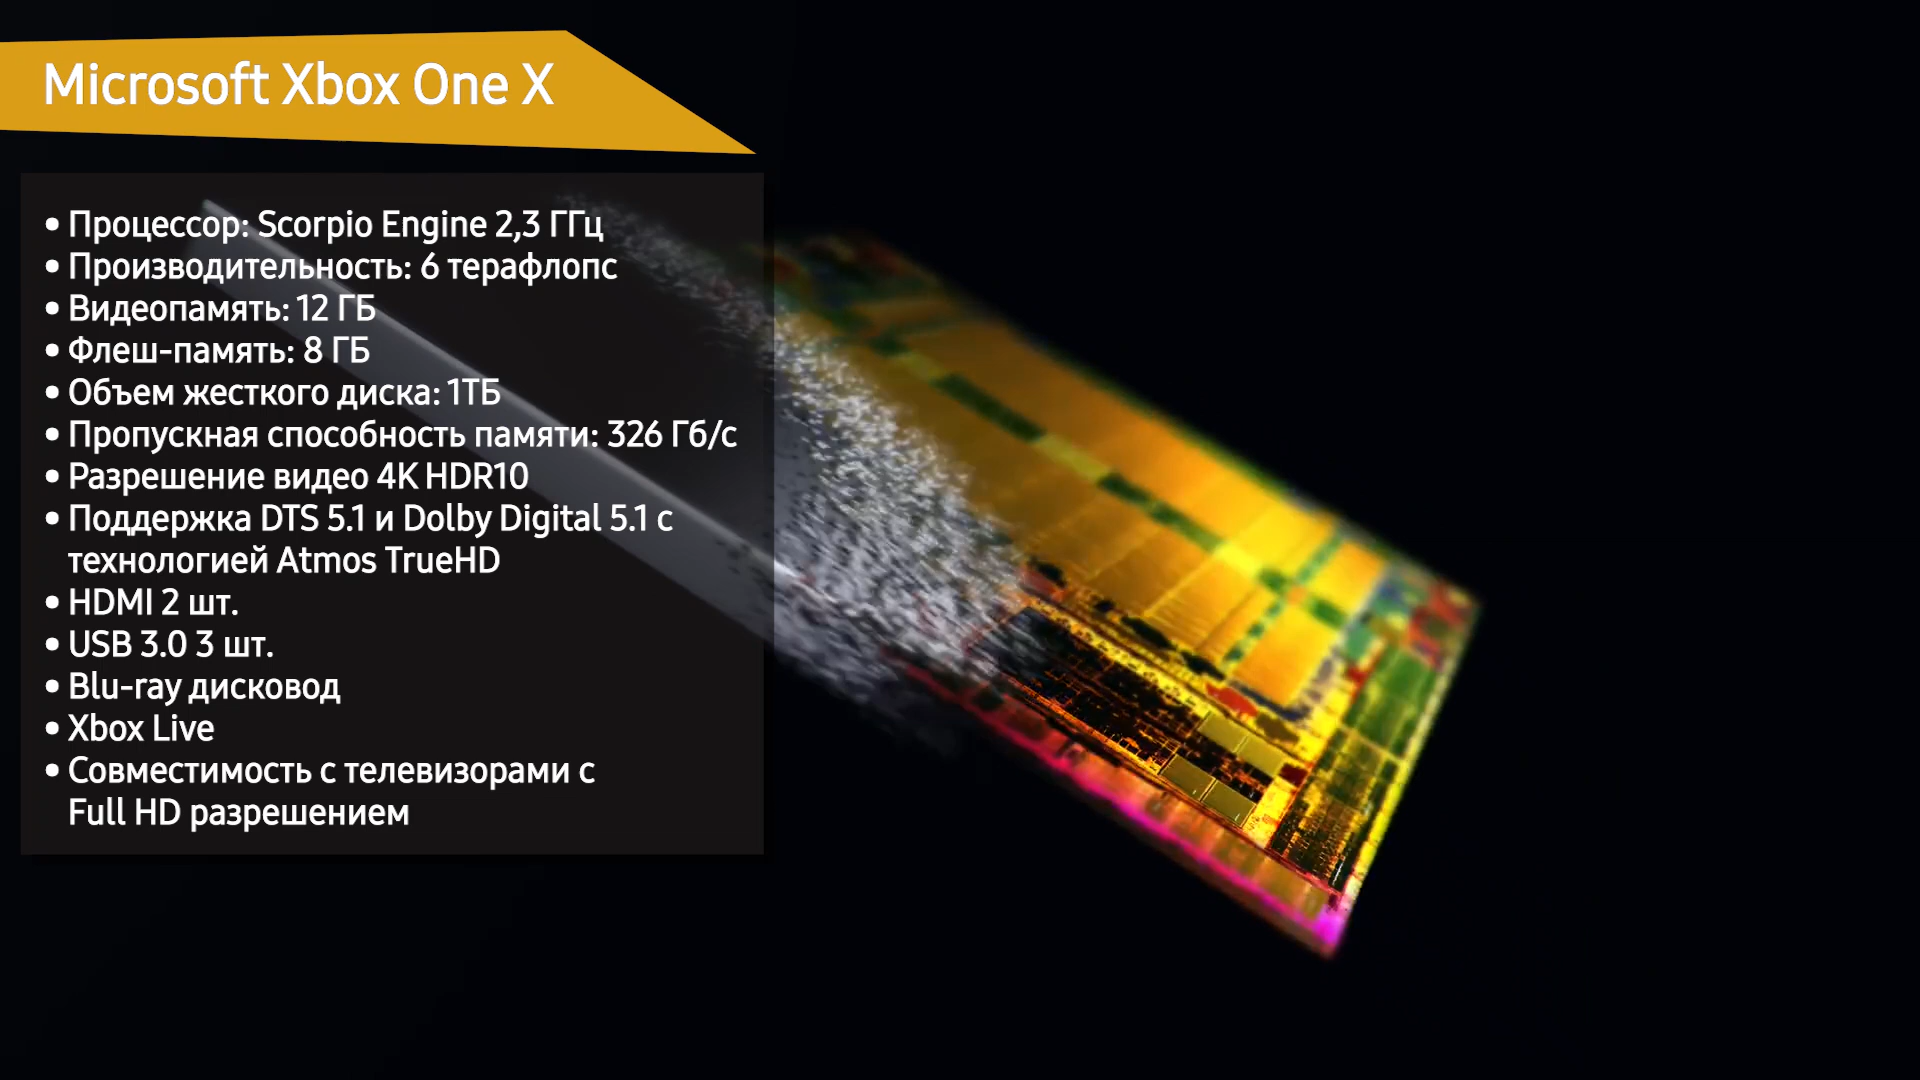 Microsoft Xbox One X
• Процессор: Scorpio Engine 2,3 ГГц
• Производительность: 6 терафлопс
• Видеопамять: 12 ГБ
• Флеш-память: 8 ГБ
• Объем жесткого диска: 1ТБ
• Пропускная способность памяти: 326 Гб/с
• Разрешение видео 4K HDR10
• Поддержка DTS 5.1 и Dolby Digital 5.1 с
технологией Atmos TrueHD
• HDMI 2 шт.
• USB 3.0 3 шт.
• Blu-ray дисковод
• Xbox Live
• Совместимость с телевизорами с
Full HD разрешением